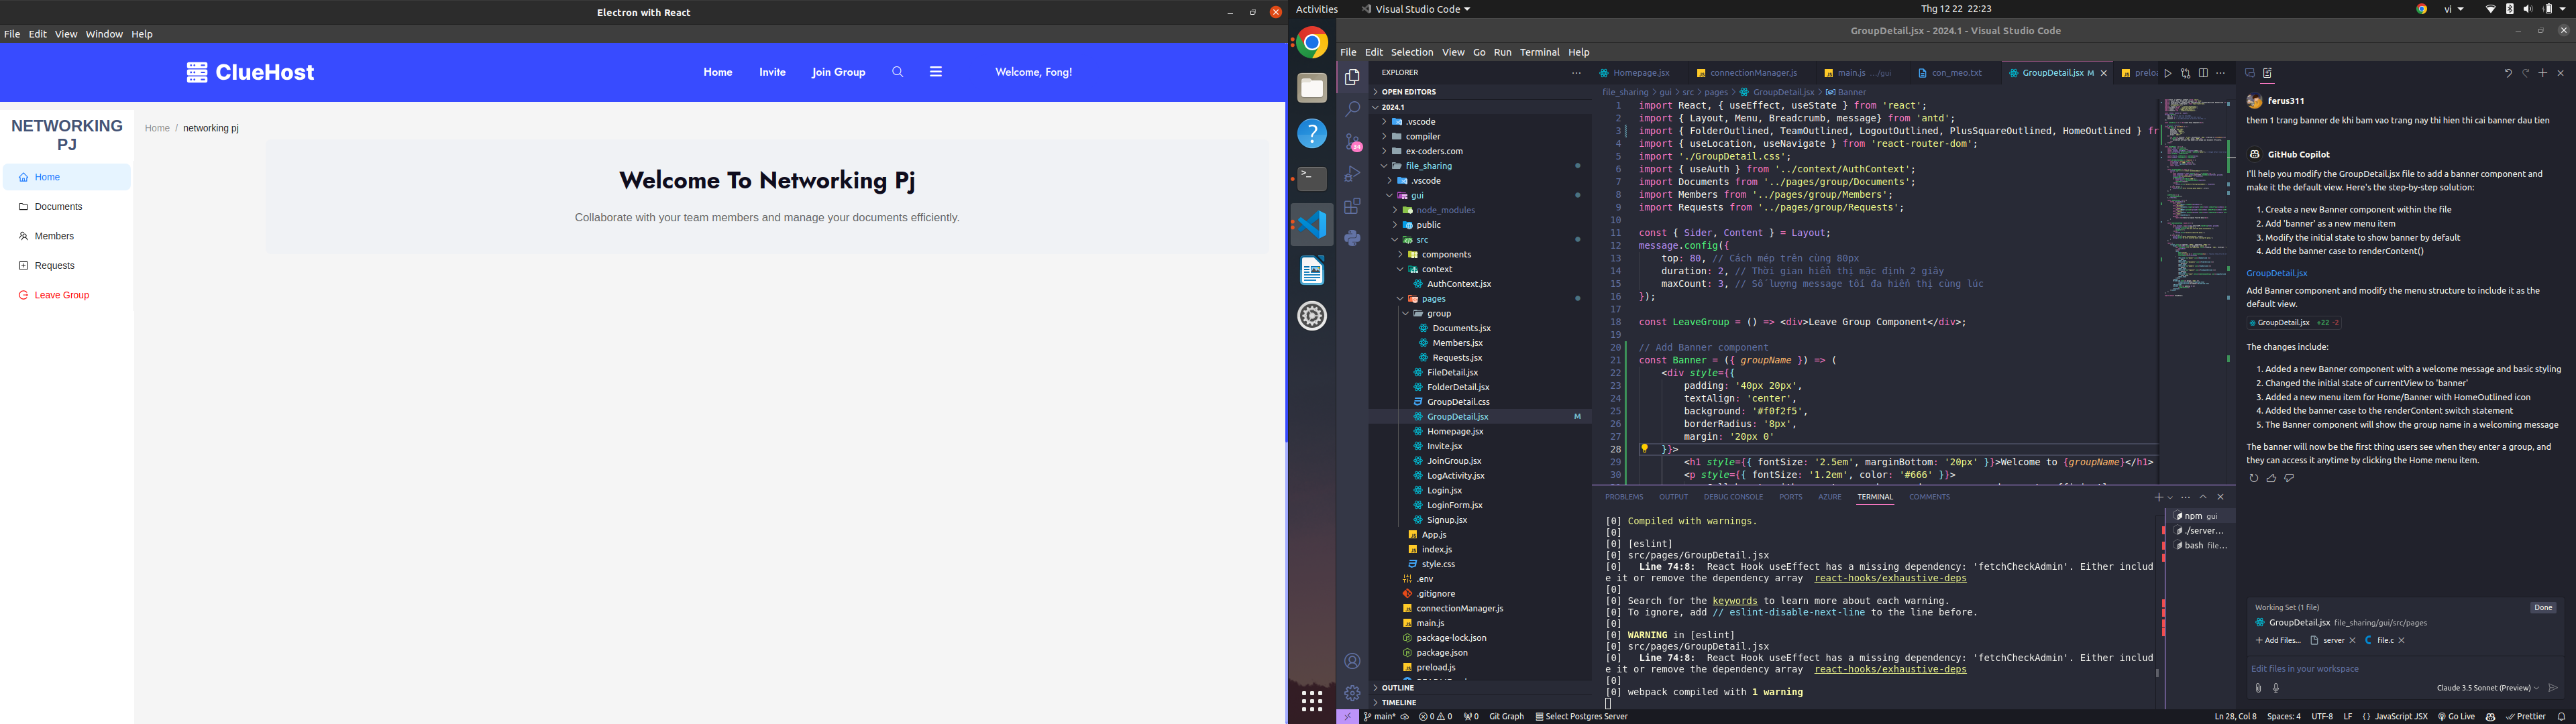 Electron with React
File Edit View Window Help
ClueHost
Home Invite Join Group Welcome, Fong!
NETWORKING
PJ
Home / networking pj
Home
Documents
Members
Requests
Leave Group
Welcome To Networking Pj
Collaborate with your team members and manage your documents efficiently.
Activities Visual Studio Code Thg 12 22 22:23 vi
GroupDetail.jsx - 2024.1 - Visual Studio Code
File Edit Selection View Go Run Terminal Help
EXPLORER
OPEN EDITORS
2024.1
.vscode
compiler
ex-coders.com
file_sharing
.vscode
gui
node_modules
public
src
components
context
AuthContext.jsx
pages
group
Documents.jsx
Members.jsx
Requests.jsx
FileDetail.jsx
FolderDetail.jsx
GroupDetail.css
GroupDetail.jsx M
Homepage.jsx
Invite.jsx
JoinGroup.jsx
LogActivity.jsx
Login.jsx
LoginForm.jsx
Signup.jsx
App.js
index.js
style.css
.env
.gitignore
connectionManager.js
main.js
package-lock.json
package.json
preload.js
OUTLINE
TIMELINE
Homepage.jsx connectionManager.js main.js .../gui con_meo.txt GroupDetail.jsx M preloa
file_sharing > gui > src > pages > GroupDetail.jsx > Banner
1 import React, { useEffect, useState } from 'react';
2 import { Layout, Menu, Breadcrumb, message} from 'antd';
3 import { FolderOutlined, TeamOutlined, LogoutOutlined, PlusSquareOutlined, HomeOutlined } fr
4 import { useLocation, useNavigate } from 'react-router-dom';
5 import './GroupDetail.css';
6 import { useAuth } from '../context/AuthContext';
7 import Documents from '../pages/group/Documents';
8 import Members from '../pages/group/Members';
9 import Requests from '../pages/group/Requests';
10
11 const { Sider, Content } = Layout;
12 message.config({
13 top: 80, // Cách mép trên cùng 80px
14 duration: 2, // Thời gian hiển thị mặc định 2 giây
15 maxCount: 3, // Số lượng message tối đa hiển thị cùng lúc
16 });
17
18 const LeaveGroup = () => <div>Leave Group Component</div>;
19
20 // Add Banner component
21 const Banner = ({ groupName }) => (
22 <div style={{
23 padding: '40px 20px',
24 textAlign: 'center',
25 background: '#f0f2f5',
26 borderRadius: '8px',
27 margin: '20px 0'
28 }}>
29 <h1 style={{ fontSize: '2.5em', marginBottom: '20px' }}>Welcome to {groupName}</h1>
30 <p style={{ fontSize: '1.2em', color: '#666' }}>
PROBLEMS OUTPUT DEBUG CONSOLE PORTS AZURE TERMINAL COMMENTS
[0] Compiled with warnings.
[0]
[0] [eslint]
[0] src/pages/GroupDetail.jsx
[0] Line 74:8: React Hook useEffect has a missing dependency: 'fetchCheckAdmin'. Either includ
e it or remove the dependency array react-hooks/exhaustive-deps
[0]
[0] Search for the keywords to learn more about each warning.
[0] To ignore, add // eslint-disable-next-line to the line before.
[0]
[0] WARNING in [eslint]
[0] src/pages/GroupDetail.jsx
[0] Line 74:8: React Hook useEffect has a missing dependency: 'fetchCheckAdmin'. Either includ
e it or remove the dependency array react-hooks/exhaustive-deps
[0]
[0] webpack compiled with 1 warning
npm gui
./server...
bash file...
ferus311
them 1 trang banner de khi bam vao trang nay thi hien thi cai banner dau tien
GitHub Copilot
I'll help you modify the GroupDetail.jsx file to add a banner component and
make it the default view. Here's the step-by-step solution:
1. Create a new Banner component within the file
2. Add 'banner' as a new menu item
3. Modify the initial state to show banner by default
4. Add the banner case to renderContent()
GroupDetail.jsx
Add Banner component and modify the menu structure to include it as the
default view.
GroupDetail.jsx +22 -2
The changes include:
1. Added a new Banner component with a welcome message and basic styling
2. Changed the initial state of currentView to 'banner'
3. Added a new menu item for Home/Banner with HomeOutlined icon
4. Added the banner case to the renderContent switch statement
5. The Banner component will show the group name in a welcoming message
The banner will now be the first thing users see when they enter a group, and
they can access it anytime by clicking the Home menu item.
Working Set (1 file) Done
GroupDetail.jsx file_sharing/gui/src/pages
Add Files... server file.c
Edit files in your workspace
Claude 3.5 Sonnet (Preview)
main* 0 0 0 Git Graph Select Postgres Server Ln 28, Col 8 Spaces: 4 UTF-8 LF {} JavaScript JSX Go Live Prettier